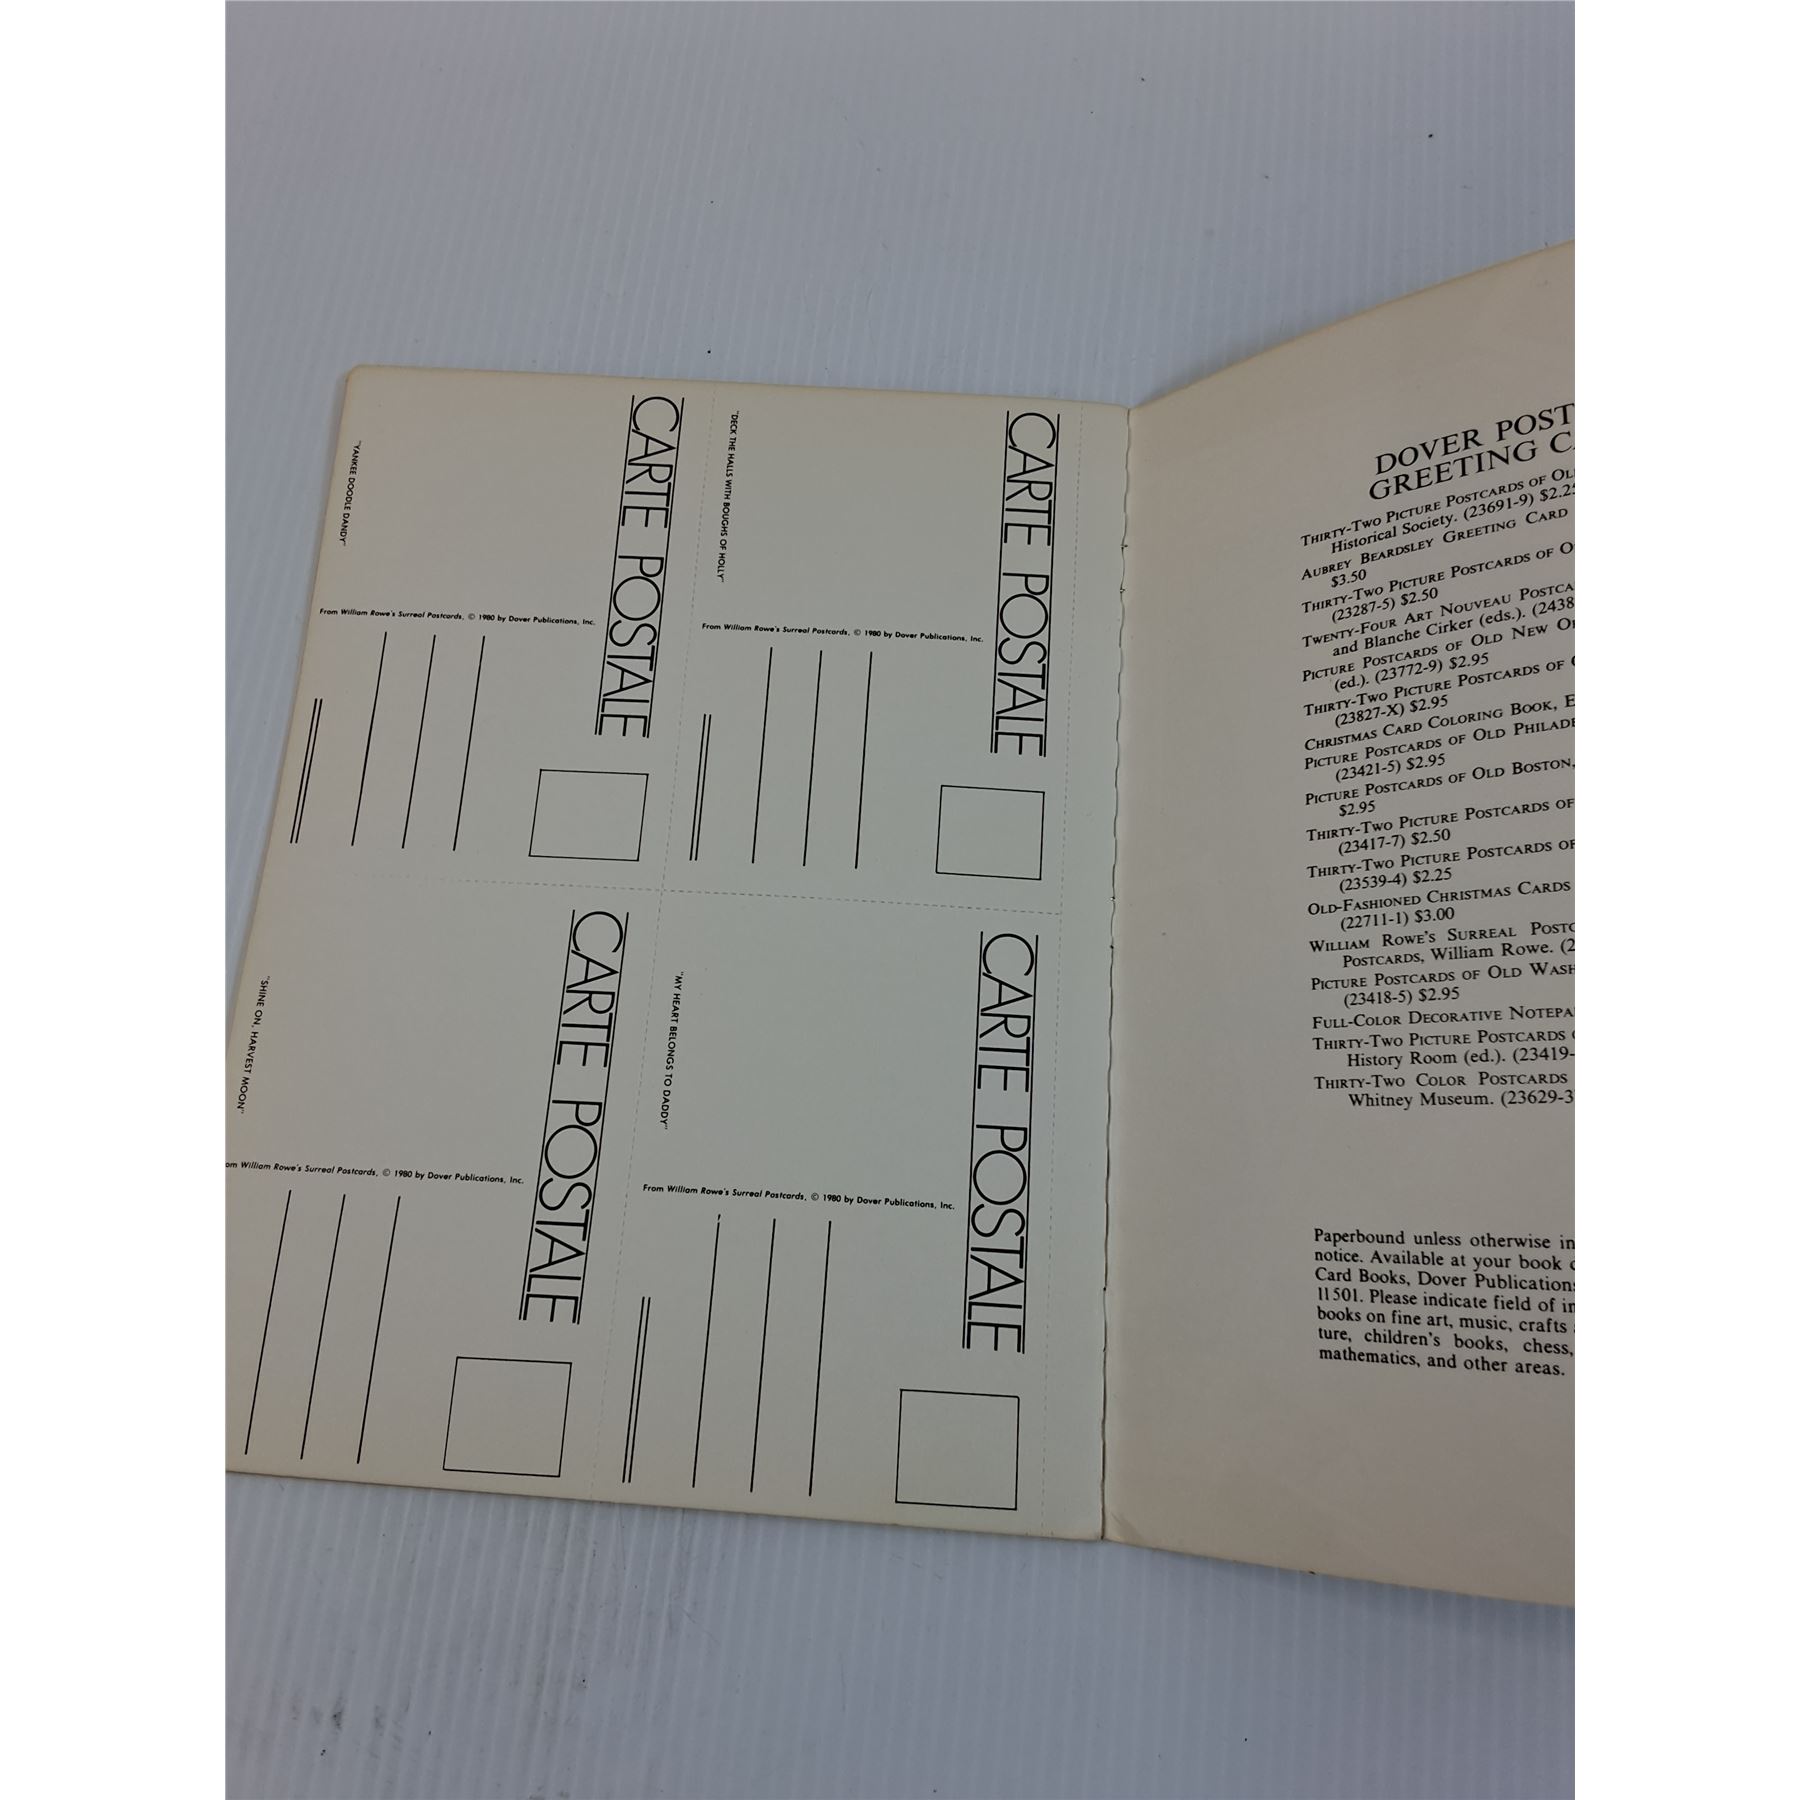 CARTE POSTALE
"YANKEE DOODLE DANDY"
From William Rowe's Surreal Postcards, © 1980 by Dover Publications, Inc.
CARTE POSTALE
"DECK THE HALLS WITH BOUGHS OF HOLLY"
From William Rowe's Surreal Postcards, © 1980 by Dover Publications, Inc.
CARTE POSTALE
"SHINE ON, HARVEST MOON"
William Rowe's Surreal Postcards, © 1980 by Dover Publications, Inc.
CARTE POSTALE
"MY HEART BELONGS TO DADDY"
From William Rowe's Surreal Postcards, © 1980 by Dover Publications, Inc.
DOVER POST
GREETING
THIRTY-TWO PICTURE POSTCARDS OF
Historical Society. (23691-9) $2.25
AUBREY BEARDSLEY GREETING CARD
$3.50
THIRTY-TWO PICTURE POSTCARDS OF
(23287-5) $2.50
TWENTY-FOUR ART NOUVEAU
and Blanche Cirker (eds.).
PICTURE POSTCARDS OF OLD NEW
(ed.). (23772-9) $2.95
THIRTY-TWO PICTURE POSTCARDS OF
(23827-X) $2.95
CHRISTMAS CARD COLORING BOOK,
PICTURE POSTCARDS OF OLD
(23421-5) $2.95
PICTURE POSTCARDS OF OLD BOSTON,
$2.95
THIRTY-TWO PICTURE POSTCARDS OF
(23417-7) $2.50
THIRTY-TWO PICTURE POSTCARDS OF
(23539-4) $2.25
OLD-FASHIONED CHRISTMAS CARDS
(22711-1) $3.00
WILLIAM ROWE'S SURREAL
POSTCARDS, William Rowe.
PICTURE POSTCARDS OF OLD WASH
(23418-5) $2.95
FULL-COLOR DECORATIVE
THIRTY-TWO PICTURE POSTCARDS
History Room (ed.). (23419-
THIRTY-TWO COLOR POSTCARDS
Whitney Museum. (23629-3
Paperbound unless otherwise in
notice. Available at your book
Card Books, Dover Publications
11501. Please indicate field of in
books on fine art, music, crafts
ture, children's books, chess,
mathematics, and other areas.